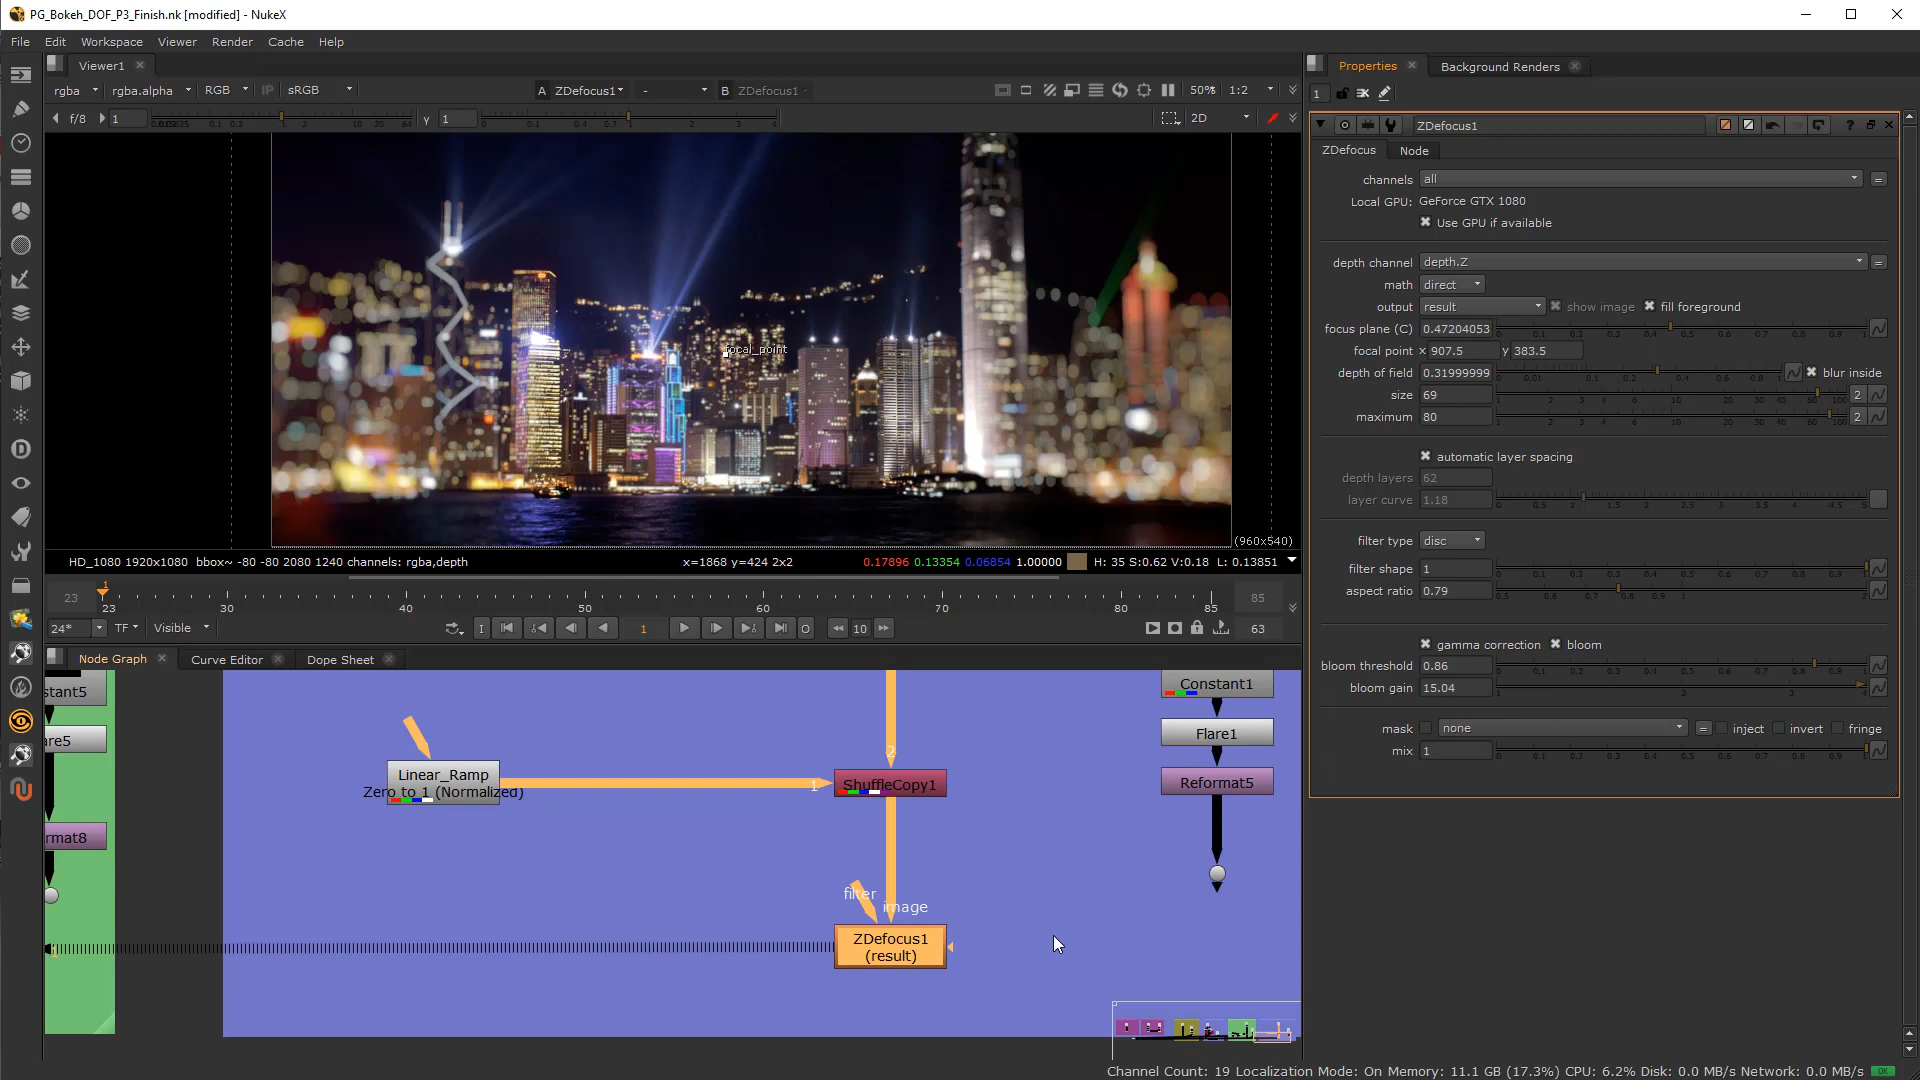 PG_Bokeh_DOF_P3_Finish.nk [modified] - NukeX
File Edit Workspace Viewer Render Cache Help
Viewer1
Properties
Background Renders
rgba rgba.alpha RGB IP sRGB A ZDefocus1 - B ZDefocus1 50% 1:2
f/8 1 γ 1 2D
1
ZDefocus1
ZDefocus Node
channels all
Local GPU: GeForce GTX 1080
Use GPU if available
depth channel depth.Z
math direct
output result show image fill foreground
focus plane (C) 0.47204053
focal point x 907.5 y 383.5
depth of field 0.31999999 blur inside
size 69 2
maximum 80 2
automatic layer spacing
depth layers 62
layer curve 1.18
filter type disc
filter shape 1
aspect ratio 0.79
gamma correction bloom
bloom threshold 0.86
bloom gain 15.04
mask none inject invert fringe
mix 1
focal_point
(960x540)
HD_1080 1920x1080 bbox~ -80 -80 2080 1240 channels: rgba,depth x=1868 y=424 2x2 0.17896 0.13354 0.06854 1.00000 H: 35 S:0.62 V:0.18 L: 0.13851
23 1 85
23 30 40 50 60 70 80 85
24* TF Visible I 1 O 10 63
Node Graph Curve Editor Dope Sheet
stant5
are5
rmat8
Linear_Ramp
Zero to 1 (Normalized)
1
2
ShuffleCopy1
filter
image
ZDefocus1
(result)
1
Constant1
Flare1
Reformat5
Channel Count: 19 Localization Mode: On Memory: 11.1 GB (17.3%) CPU: 6.2% Disk: 0.0 MB/s Network: 0.0 MB/s OK